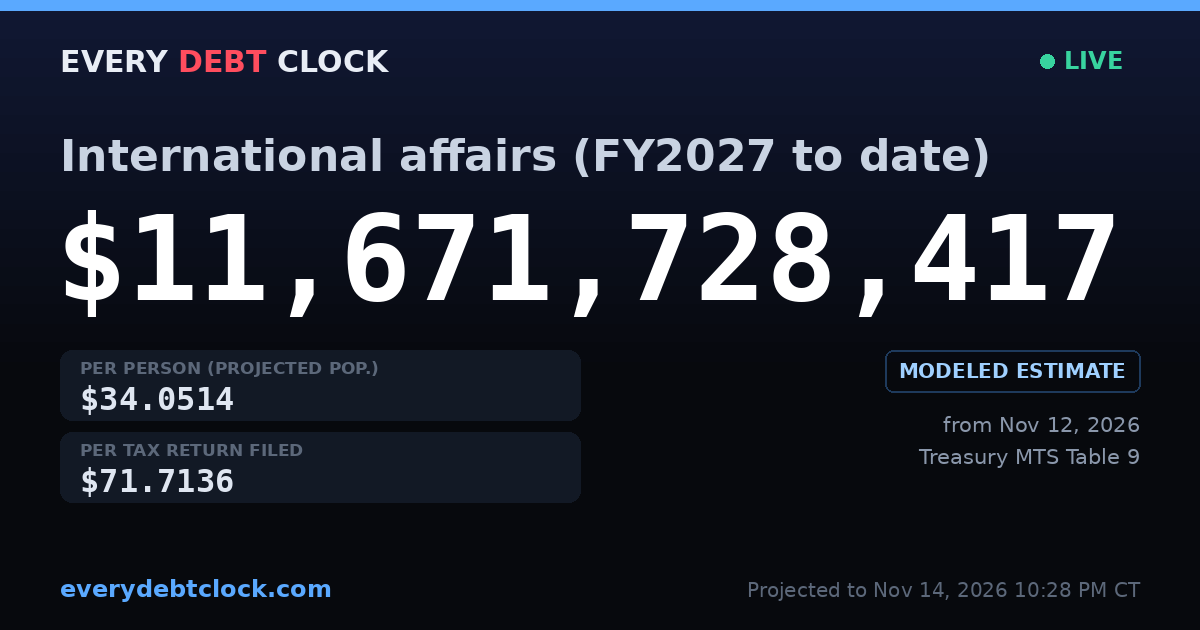 EVERY DEBT CLOCK
LIVE
International affairs (FY2027 to date)
$11,671,728,417
PER PERSON (PROJECTED POP.)
$34.0514
PER TAX RETURN FILED
$71.7136
MODELED ESTIMATE
from Nov 12, 2026
Treasury MTS Table 9
everydebtclock.com
Projected to Nov 14, 2026 10:28 PM CT